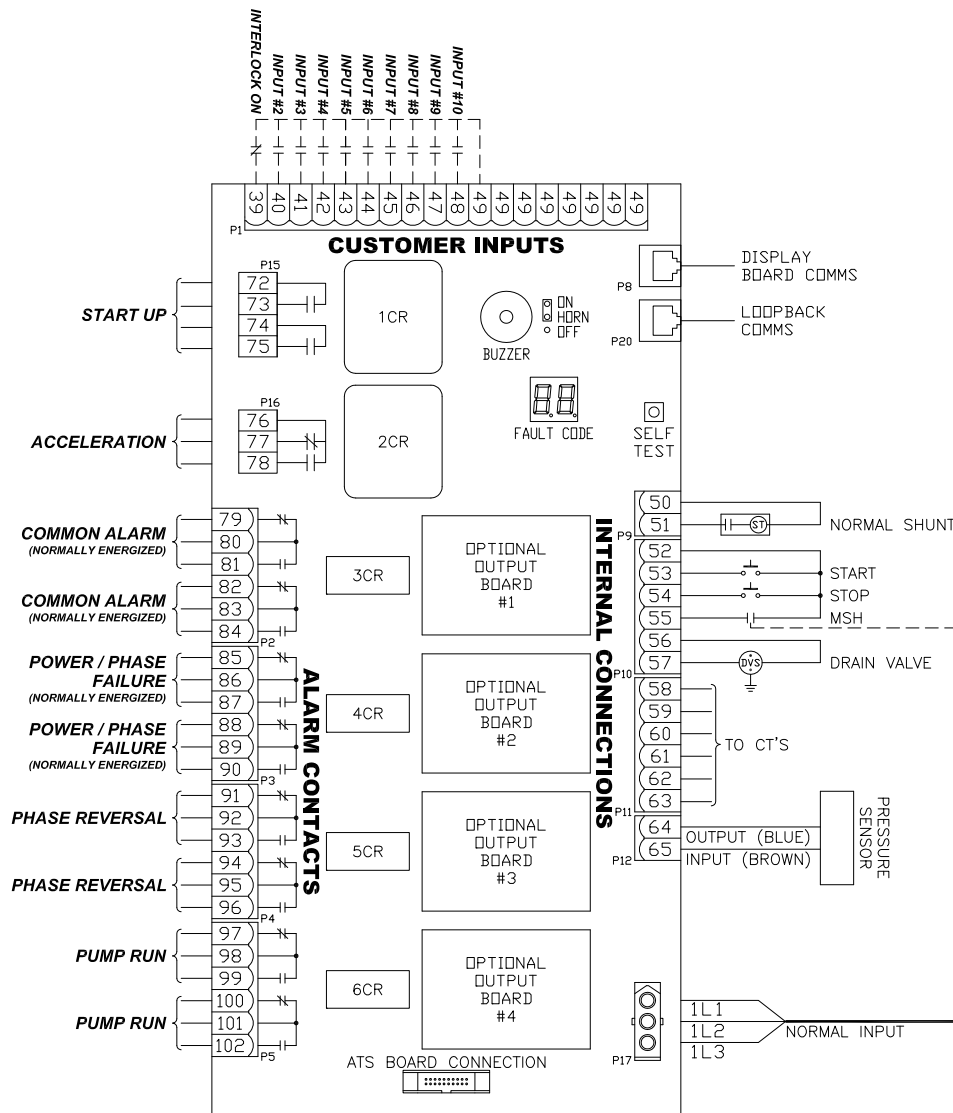 INTERLOCK ON
INPUT #2
INPUT #3
INPUT #4
INPUT #5
INPUT #6
INPUT #7
INPUT #8
INPUT #9
INPUT #10
39 40 41 42 43 44 45 46 47 48 49 49 49 49 49 49 49 49
P1
CUSTOMER INPUTS
START UP
P15
72
73
74
75
1CR
BUZZER
ON
HORN
OFF
P8
DISPLAY
BOARD COMMS
P20
LOOPBACK
COMMS
ACCELERATION
P16
76
77
78
2CR
FAULT CODE
SELF
TEST
COMMON ALARM
(NORMALLY ENERGIZED)
79
80
81
COMMON ALARM
(NORMALLY ENERGIZED)
82
83
84
P2
POWER / PHASE
FAILURE
(NORMALLY ENERGIZED)
85
86
87
POWER / PHASE
FAILURE
(NORMALLY ENERGIZED)
88
89
90
P3
PHASE REVERSAL
91
92
93
PHASE REVERSAL
94
95
96
P4
PUMP RUN
97
98
99
PUMP RUN
100
101
102
P5
ALARM CONTACTS
3CR
4CR
5CR
6CR
OPTIONAL
OUTPUT
BOARD
#1
OPTIONAL
OUTPUT
BOARD
#2
OPTIONAL
OUTPUT
BOARD
#3
OPTIONAL
OUTPUT
BOARD
#4
ATS BOARD CONNECTION
INTERNAL CONNECTIONS
50
51
P9
ST
NORMAL SHUNT
52
53
START
54
STOP
55
MSH
56
57
P10
DVS
DRAIN VALVE
58
59
60
61
62
63
P11
TO CT'S
64
OUTPUT (BLUE)
65
INPUT (BROWN)
P12
PRESSURE
SENSOR
P17
1L1
1L2
1L3
NORMAL INPUT